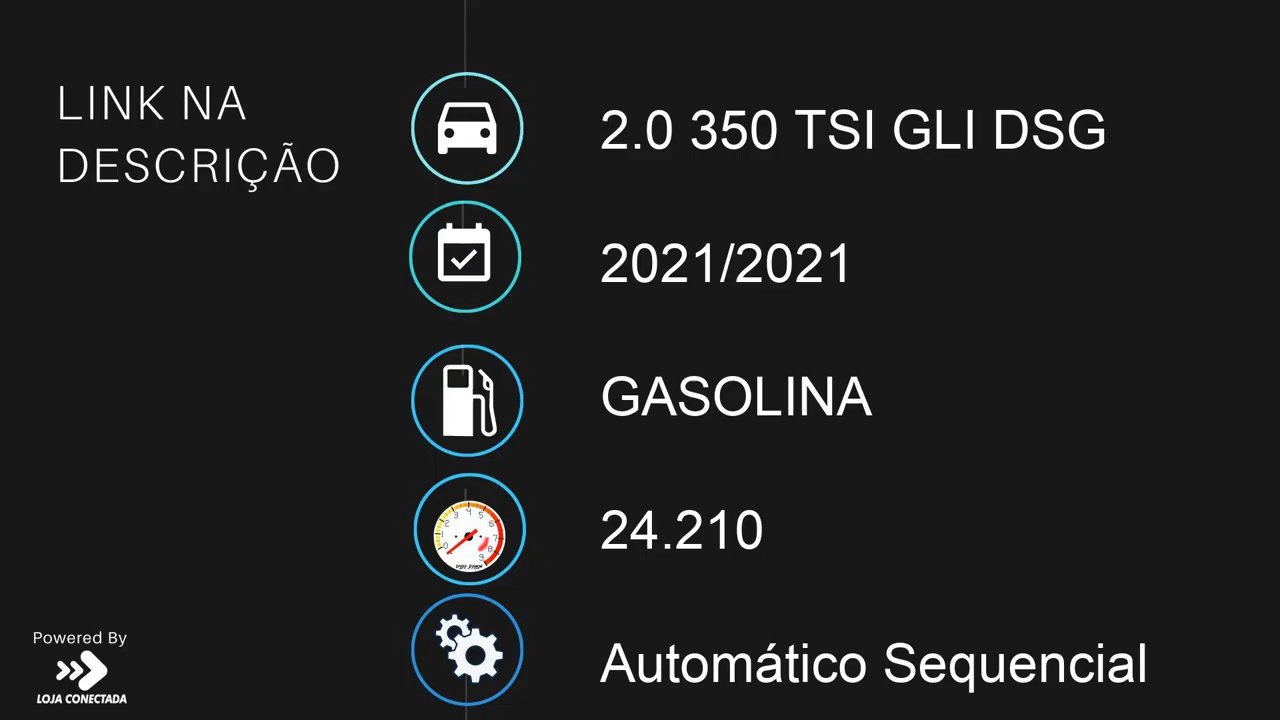 LINK NA
DESCRIÇÃO
2.0 350 TSI GLI DSG
2021/2021
GASOLINA
24.210
Automático Sequencial
Powered By
LOJA CONECTADA